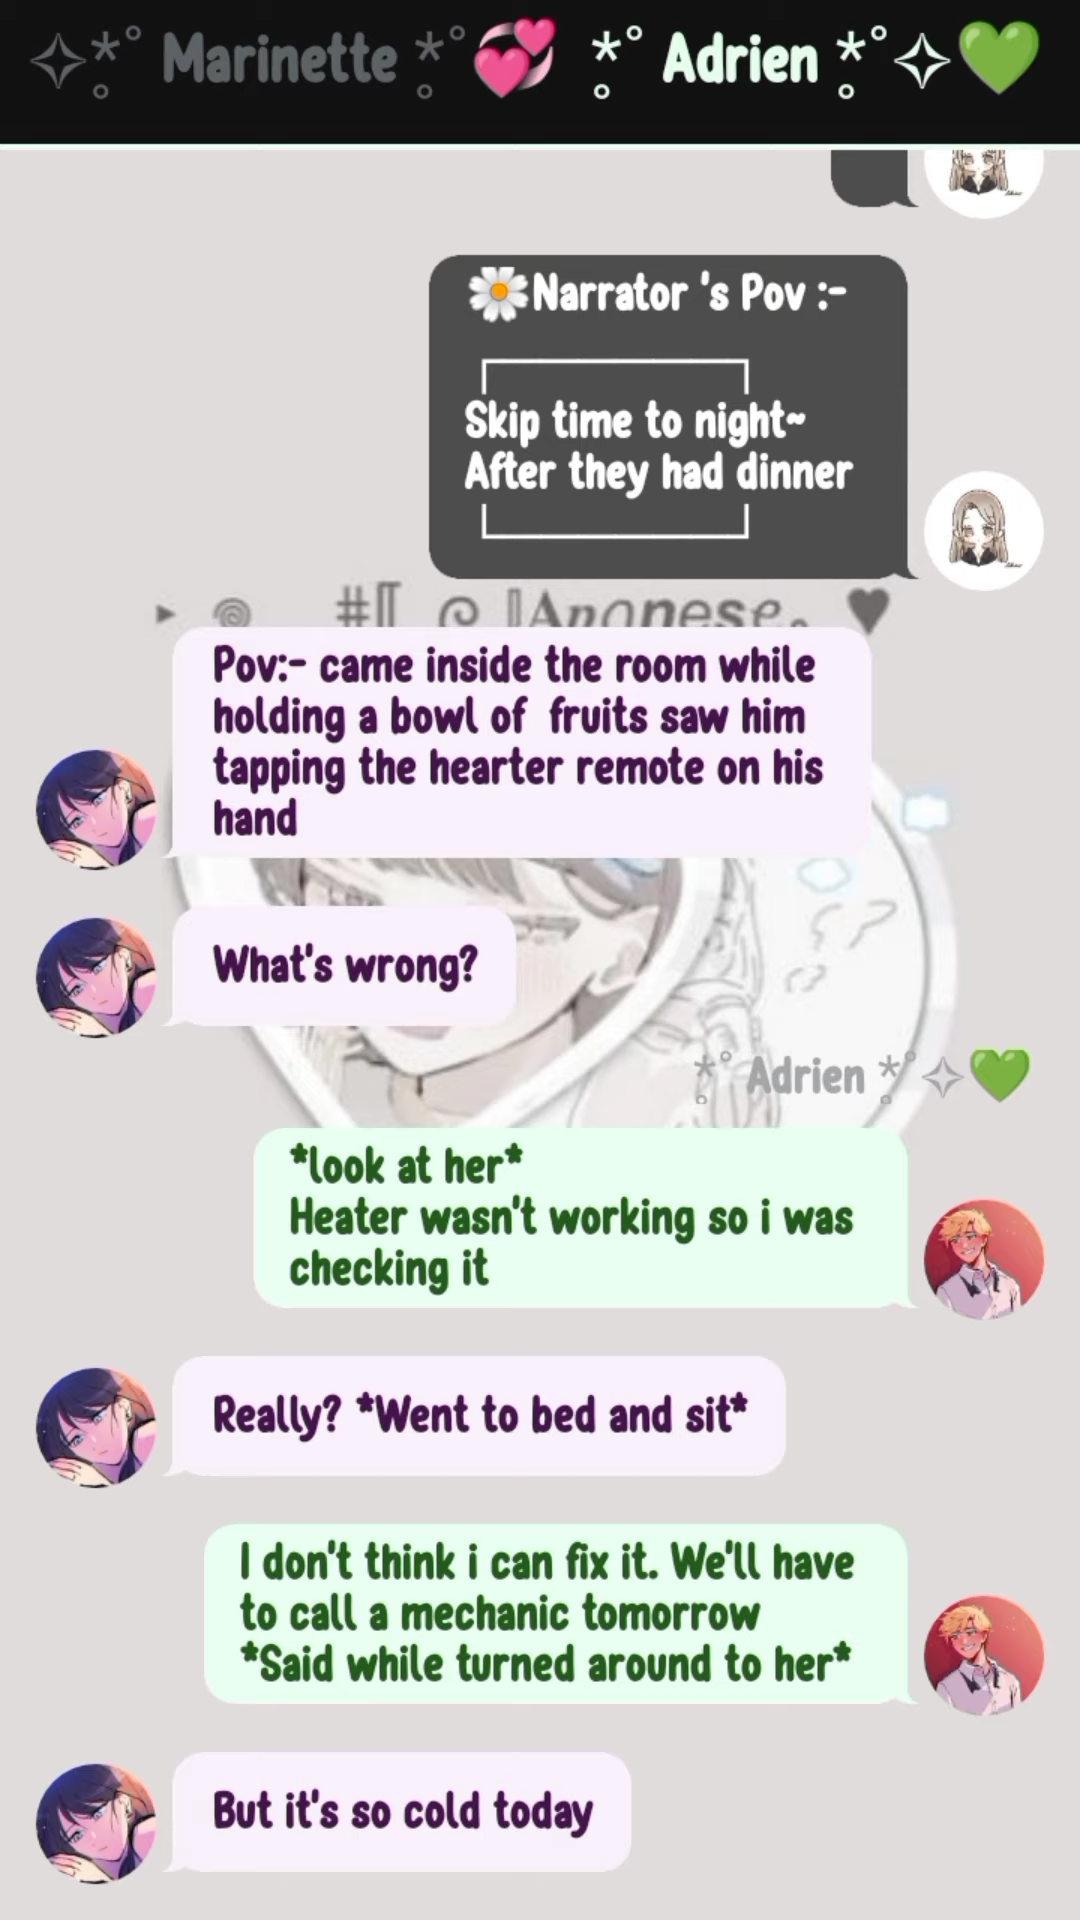 ✧*̥˚ Marinette *̥˚💞 *̥˚ Adrien *̥˚✧💚
🌼Narrator 's Pov :-
Skip time to night~
After they had dinner
Pov:- came inside the room while
holding a bowl of fruits saw him
tapping the hearter remote on his
hand
What's wrong?
*̥˚ Adrien *̥˚✧💚
*look at her*
Heater wasn't working so i was
checking it
Really? *Went to bed and sit*
I don't think i can fix it. We'll have
to call a mechanic tomorrow
*Said while turned around to her*
But it's so cold today